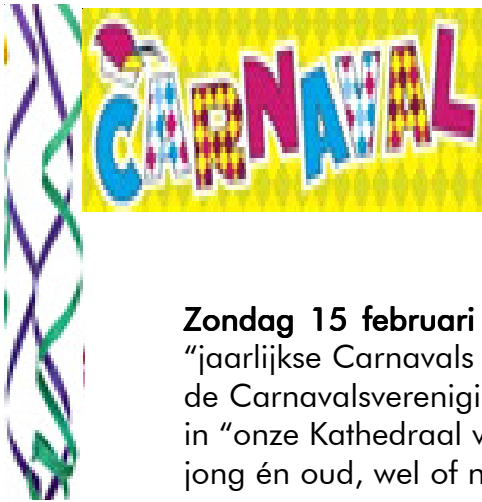 CARNAVAL
Zondag 15 februari
“jaarlijkse Carnavals
de Carnavalsverenigi
in “onze Kathedraal v
jong én oud, wel of n